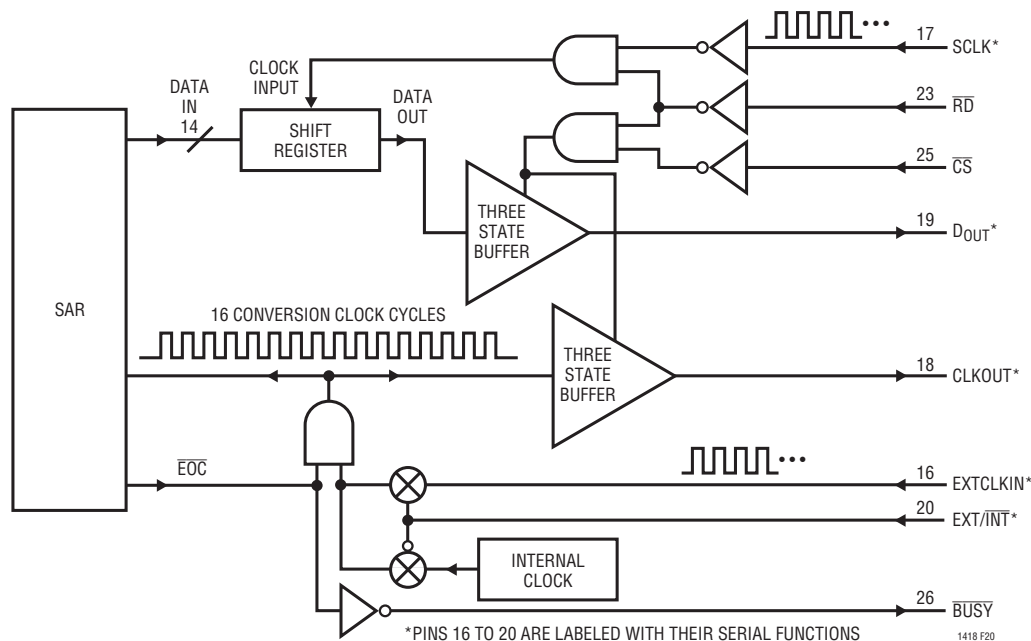 17
SCLK*
CLOCK
INPUT
DATA
IN
14
DATA
OUT
23
RD
SHIFT
REGISTER
25
CS
THREE
STATE
BUFFER
19
DOUT*
SAR
16 CONVERSION CLOCK CYCLES
THREE
STATE
BUFFER
18
CLKOUT*
EOC
16
EXTCLKIN*
20
EXT/INT*
INTERNAL
CLOCK
26
BUSY
*PINS 16 TO 20 ARE LABELED WITH THEIR SERIAL FUNCTIONS
1418 F20